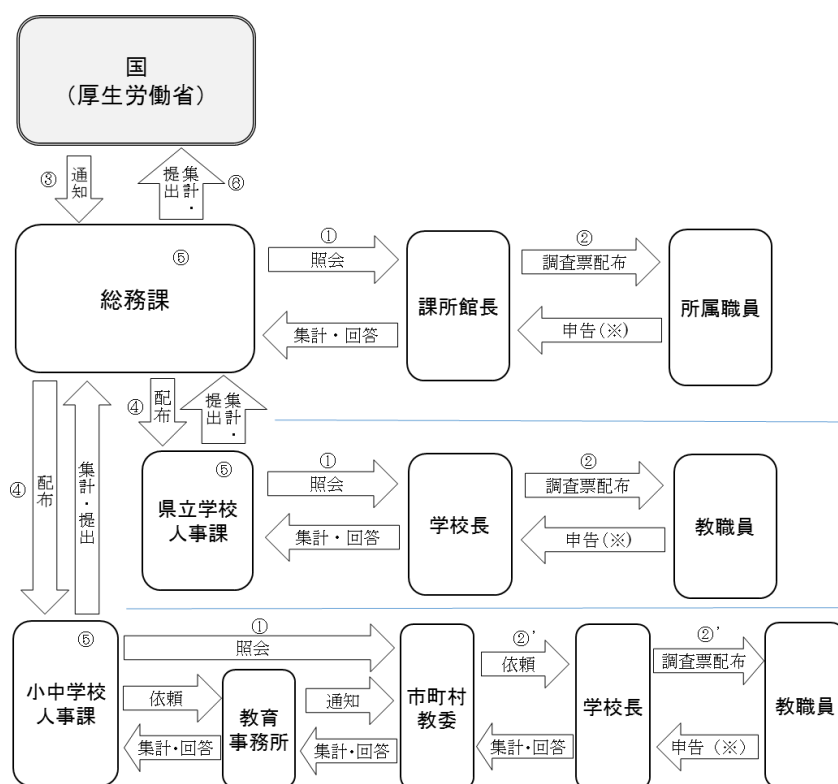 国
（厚生労働省）
③
通知
集計・提出
⑥
⑤
総務課
①
照会
集計・回答
課所館長
②
調査票配布
申告(※)
所属職員
④
配布
集計・提出
④
配布
集計・提出
⑤
県立学校
人事課
①
照会
集計・回答
学校長
②
調査票配布
申告(※)
教職員
⑤
小中学校
人事課
①
照会
依頼
集計・回答
教育
事務所
通知
集計・回答
市町村
教委
②'
依頼
集計・回答
学校長
②'
調査票配布
申告（※）
教職員